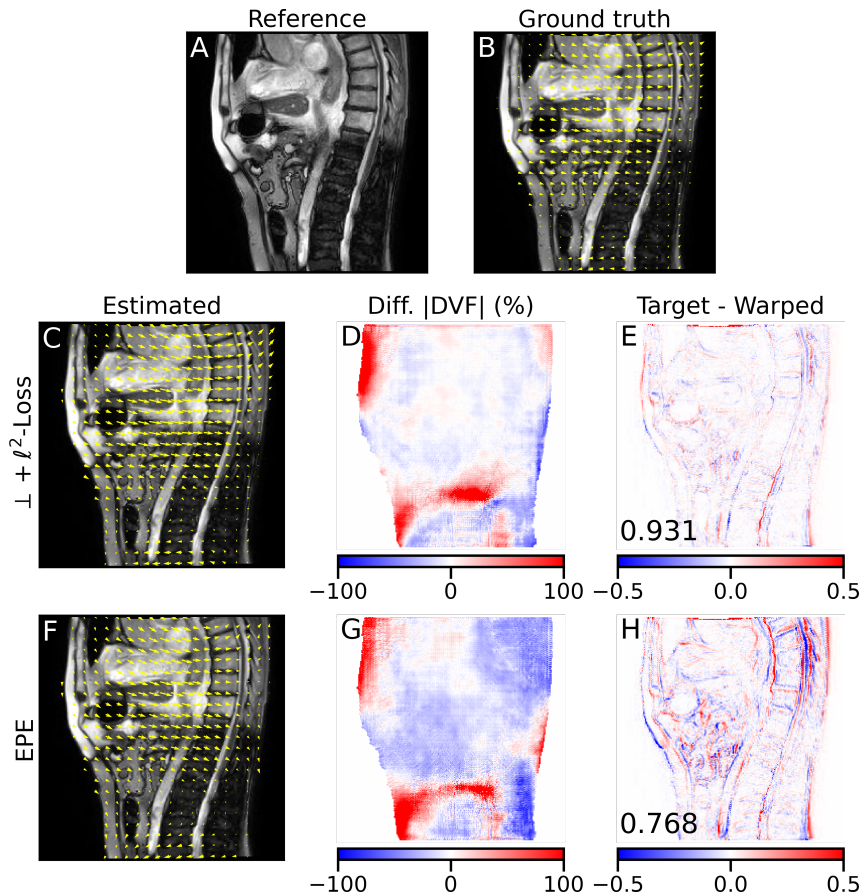 Reference
Ground truth
A
B
Estimated
Diff. |DVF| (%)
Target - Warped
⊥ + ℓ²-Loss
C
D
E
0.931
−100
0
100
−0.5
0.0
0.5
EPE
F
G
H
0.768
−100
0
100
−0.5
0.0
0.5